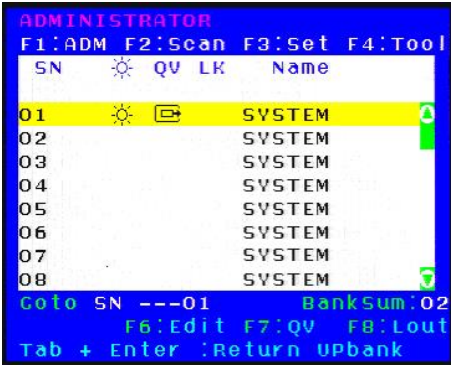 ADMINISTRATOR
F1:ADM F2:Scan F3:Set F4:Tool
SN QV LK Name
01 SYSTEM
02 SYSTEM
03 SYSTEM
04 SYSTEM
05 SYSTEM
06 SYSTEM
07 SYSTEM
08 SYSTEM
Goto SN ---01 BankSum:02
F6:Edit F7:QV F8:Lout
Tab + Enter :Return UPbank